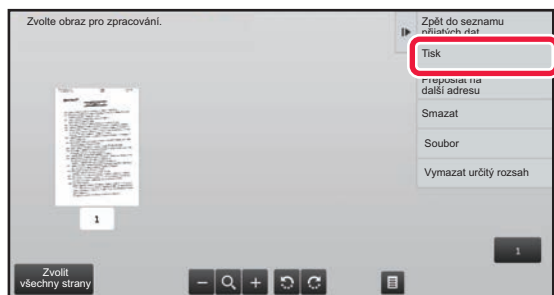 Zvolte obraz pro zpracování.
Zpět do seznamu
přijatých dat
Tisk
Přeposlat na
další adresu
Smazat
Soubor
Vymazat určitý rozsah
1
1
Zvolit
všechny strany